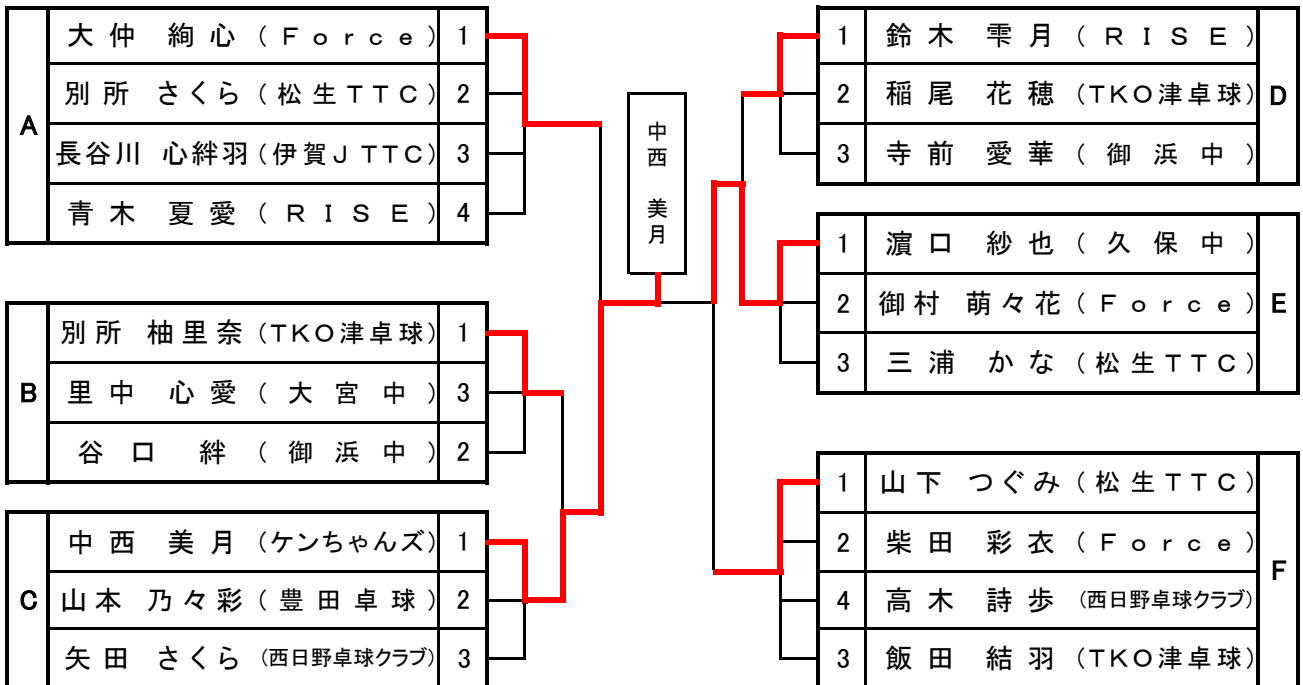 A
大仲 絢心 (Force) 1
別所 さくら (松生TTC) 2
長谷川 心絆羽 (伊賀JTTC) 3
青木 夏愛 (RISE) 4
B
別所 柚里奈 (TKO津卓球) 1
里中 心愛 (大宮中) 3
谷口 絆 (御浜中) 2
C
中西 美月 (ケンちゃんズ) 1
山本 乃々彩 (豊田卓球) 2
矢田 さくら (西日野卓球クラブ) 3
中西 美月
1 鈴木 雫月 (RISE)
2 稲尾 花穂 (TKO津卓球)
3 寺前 愛華 (御浜中)
D
1 濵口 紗也 (久保中)
2 御村 萌々花 (Force)
3 三浦 かな (松生TTC)
E
1 山下 つぐみ (松生TTC)
2 柴田 彩衣 (Force)
4 高木 詩歩 (西日野卓球クラブ)
3 飯田 結羽 (TKO津卓球)
F